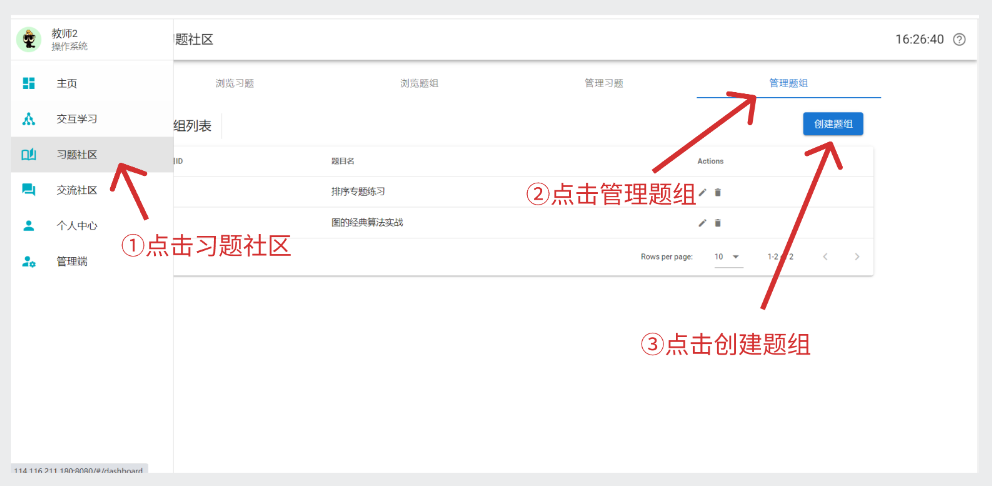 教师2
操作系统
题社区
16:26:40
主页
交互学习
习题社区
交流社区
个人中心
管理端
浏览习题
浏览题组
管理习题
管理题组
组列表
创建题组
ID
题目名
Actions
排序专题练习
图的经典算法实战
Rows per page:
10
1-2 of 2
①点击习题社区
②点击管理题组
③点击创建题组
114.116.211.180:8080/#/dashboard